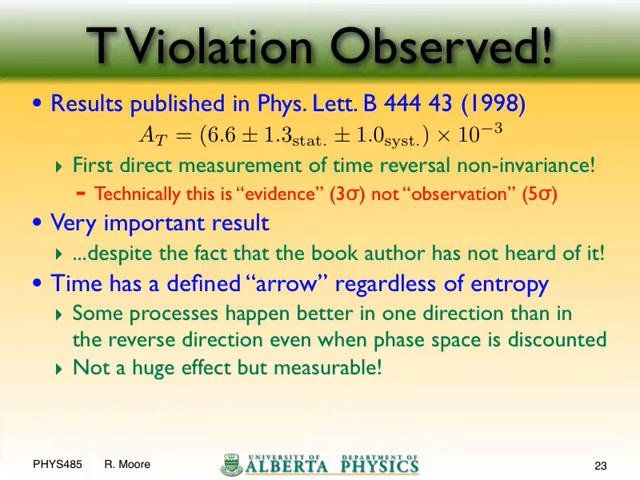 T Violation Observed!
• Results published in Phys. Lett. B 444 43 (1998)
A_T = (6.6 ± 1.3_stat. ± 1.0_syst.) × 10^−3
‣ First direct measurement of time reversal non-invariance!
- Technically this is “evidence” (3σ) not “observation” (5σ)
• Very important result
‣ ...despite the fact that the book author has not heard of it!
• Time has a defined “arrow” regardless of entropy
‣ Some processes happen better in one direction than in
the reverse direction even when phase space is discounted
‣ Not a huge effect but measurable!
PHYS485 R. Moore
UNIVERSITY OF DEPARTMENT OF
ALBERTA PHYSICS
23